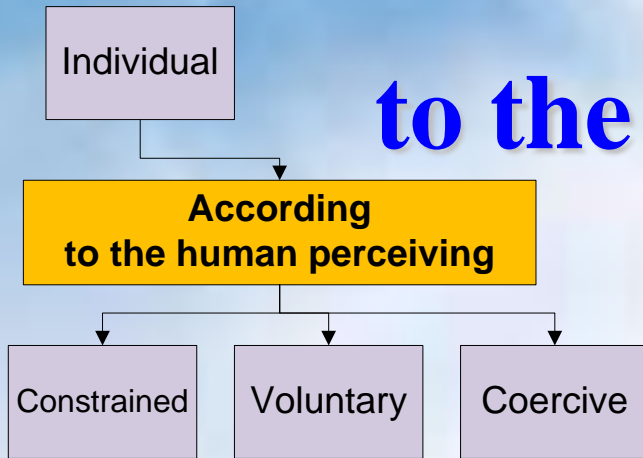 Individual
to the
According
to the human perceiving
Constrained
Voluntary
Coercive